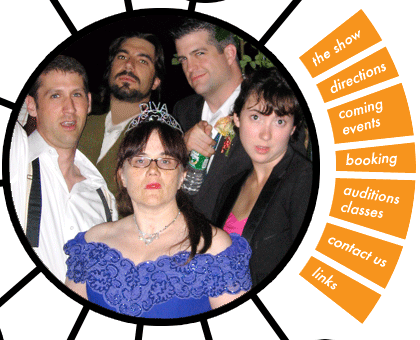 DIVA
the show
directions
coming
events
booking
auditions
classes
contact us
links